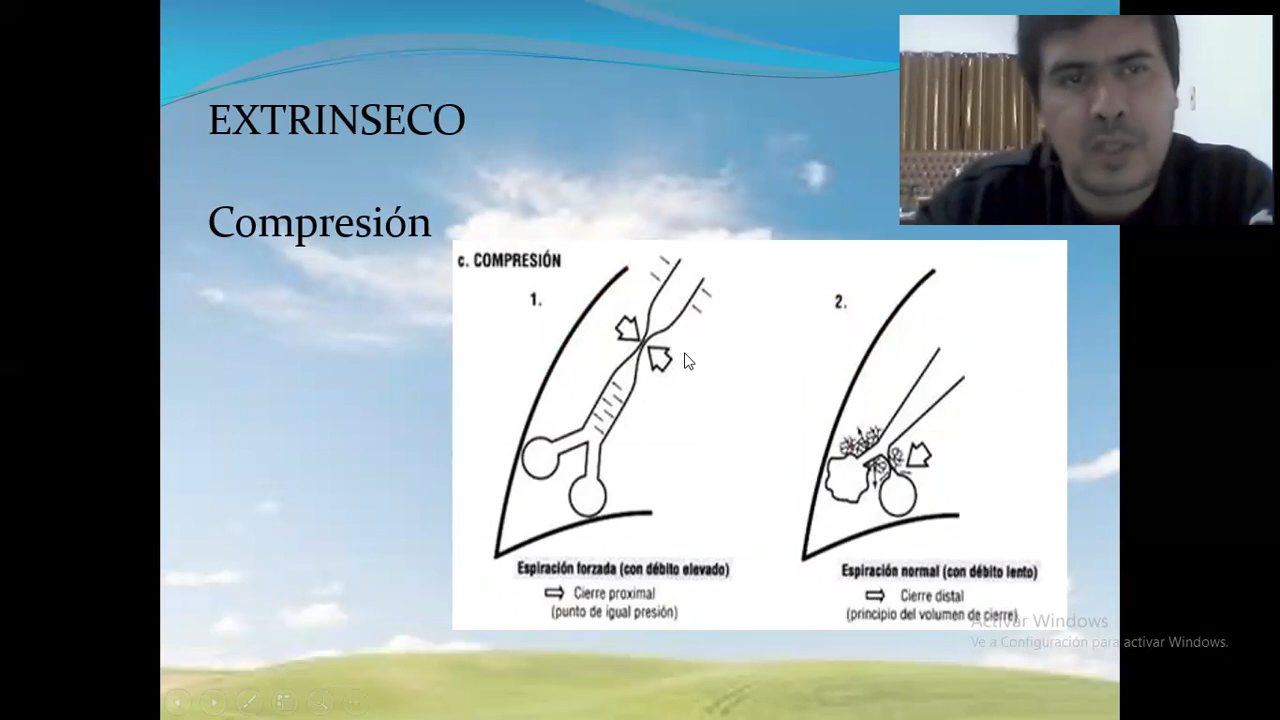 EXTRINSECO
Compresión
c. COMPRESIÓN
1.
2.
Espiración forzada (con débito elevado)
Cierre proximal
(punto de igual presión)
Espiración normal (con débito lento)
Cierre distal
(principio del volumen de cierre)
Activar Windows
Ve a Configuración para activar Windows.